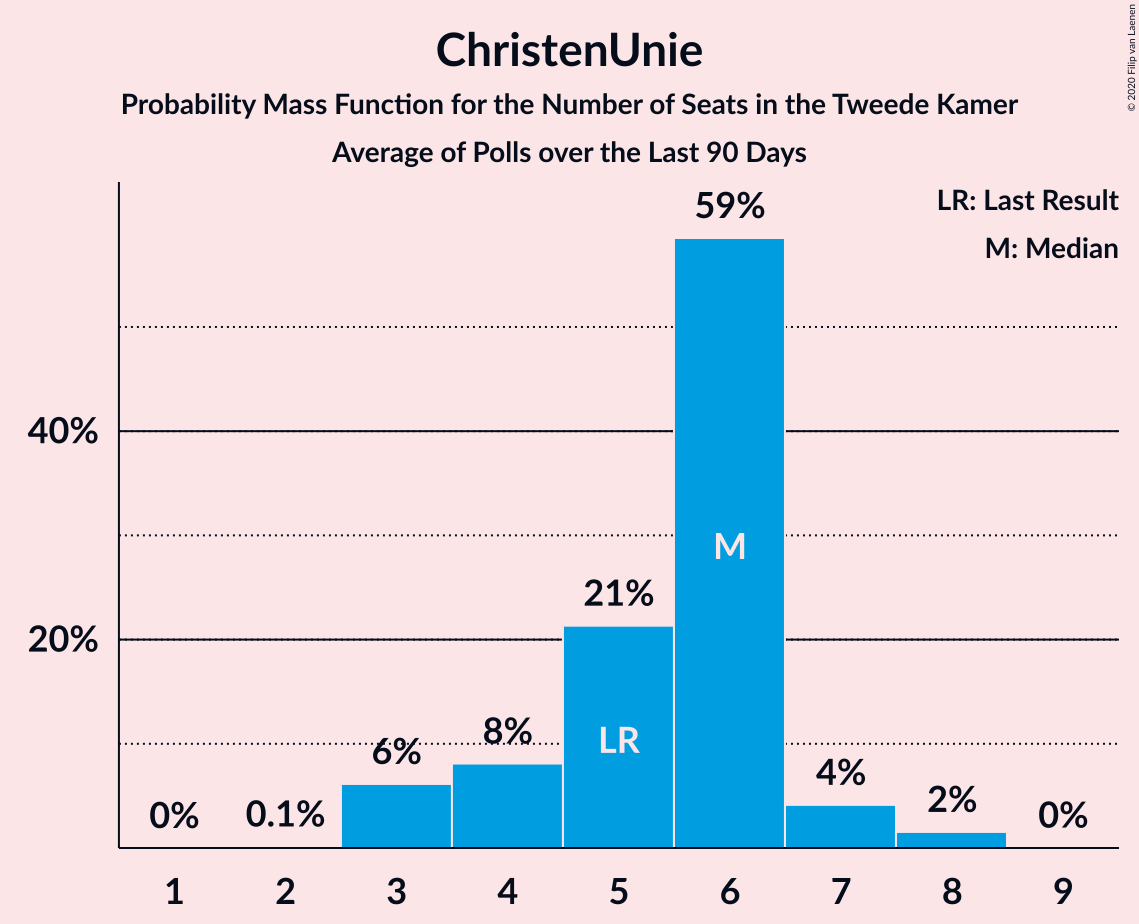 ChristenUnie
Probability Mass Function for the Number of Seats in the Tweede Kamer
Average of Polls over the Last 90 Days
© 2020 Filip van Laenen
LR: Last Result
M: Median
59%
40%
M
21%
20%
LR
8%
6%
4%
2%
0%
0.1%
0%
1 2 3 4 5 6 7 8 9